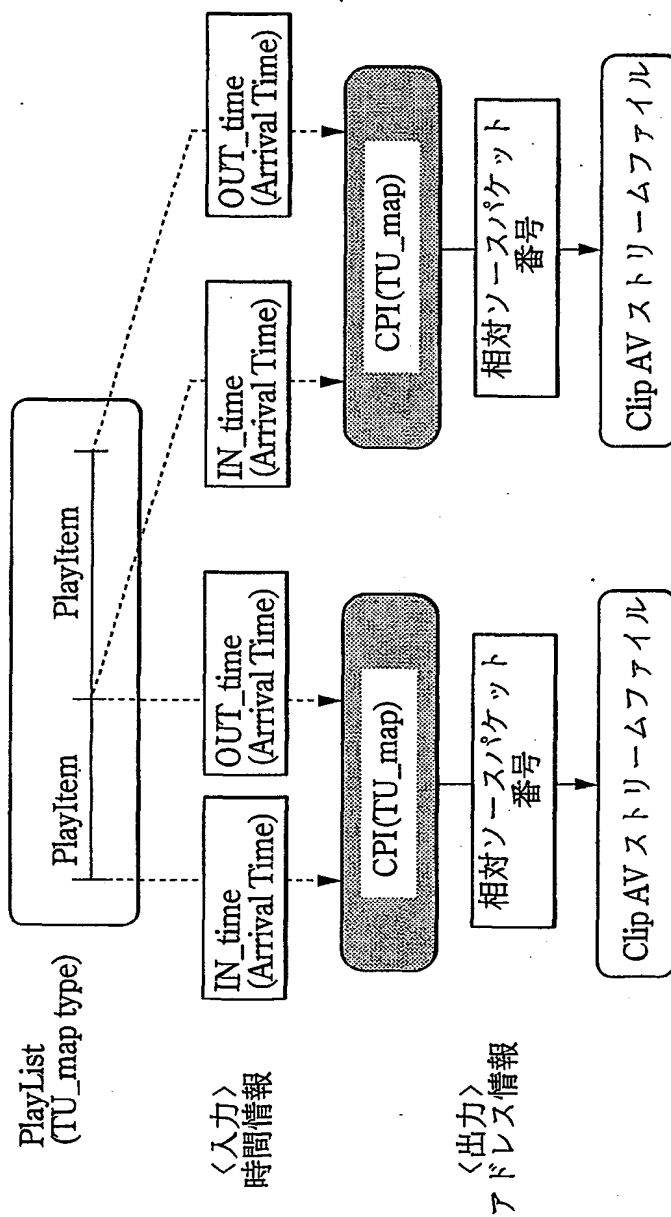 PlayList
(TU_map type)
PlayItem
PlayItem
〈入力〉
時間情報
IN_time
(Arrival Time)
OUT_time
(Arrival Time)
IN_time
(Arrival Time)
OUT_time
(Arrival Time)
CPI(TU_map)
CPI(TU_map)
〈出力〉
アドレス情報
相対ソースパケット
番号
相対ソースパケット
番号
Clip AV ストリームファイル
Clip AV ストリームファイル